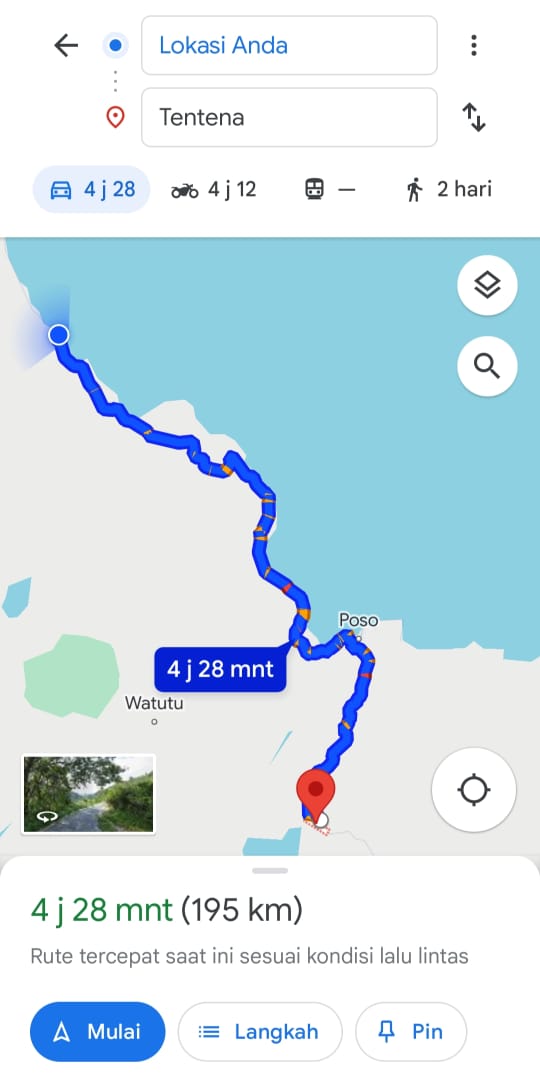 Lokasi Anda
Tentena
4 j 28
4 j 12
—
2 hari
Poso
4 j 28 mnt
Watutu
4 j 28 mnt (195 km)
Rute tercepat saat ini sesuai kondisi lalu lintas
Mulai
Langkah
Pin